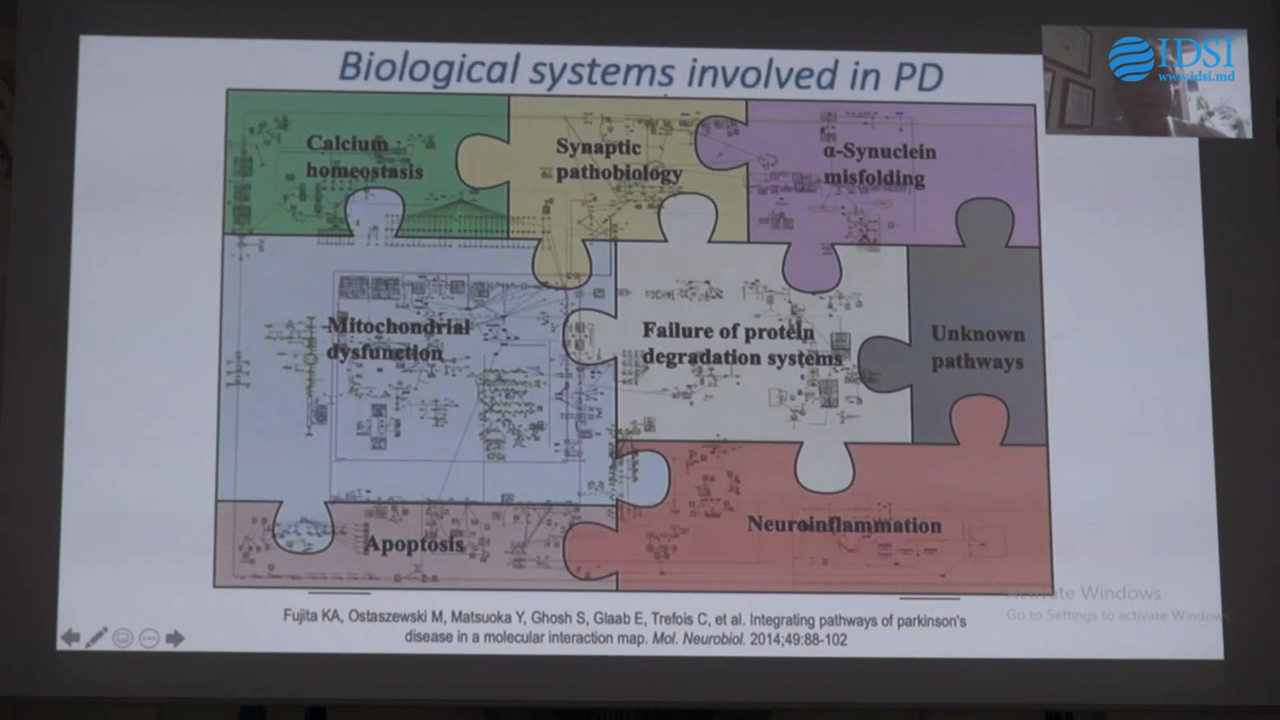 Biological systems involved in PD
IDSI
www.idsi.md
Calcium
homeostasis
Synaptic
pathobiology
α-Synuclein
misfolding
Mitochondrial
dysfunction
Failure of protein
degradation systems
Unknown
pathways
Apoptosis
Neuroinflammation
Activate Windows
Go to Settings to activate Windows
Fujita KA, Ostaszewski M, Matsuoka Y, Ghosh S, Glaab E, Trefois C, et al. Integrating pathways of parkinson's
disease in a molecular interaction map. Mol. Neurobiol. 2014;49:88-102